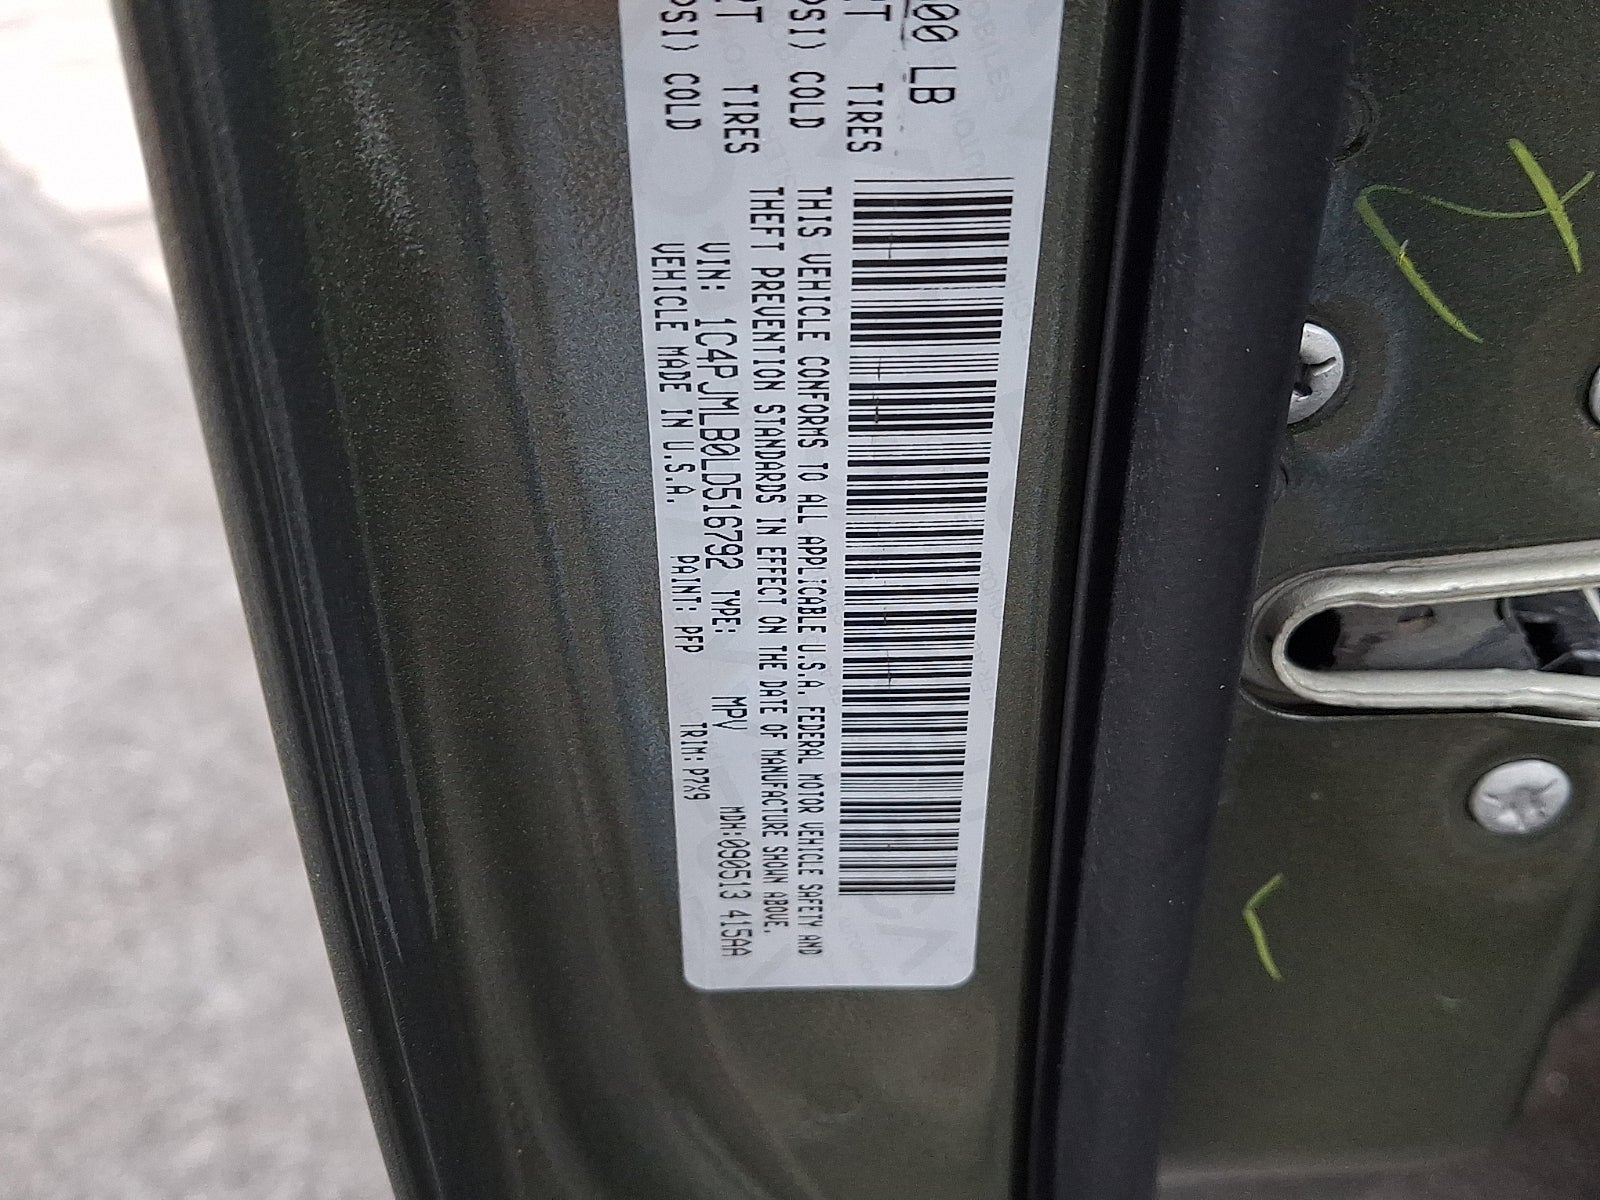 00 LB
TIRES
PSI) COLD
TIRES
PSI) COLD
THIS VEHICLE CONFORMS TO ALL APPLICABLE U.S.A. FEDERAL MOTOR VEHICLE SAFETY AND
THEFT PREVENTION STANDARDS IN EFFECT ON THE DATE OF MANUFACTURE SHOWN ABOVE.
VIN: 1C4PJMLB0LD516792 TYPE: MPV MDH:090513 415AA
VEHICLE MADE IN U.S.A. PAINT: PFP TRIM: P7X9